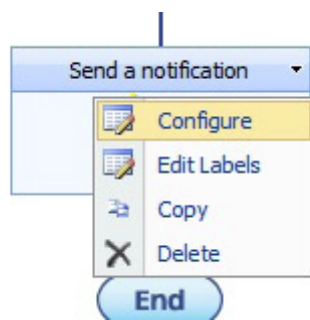 Send a notification
Configure
Edit Labels
Copy
Delete
End